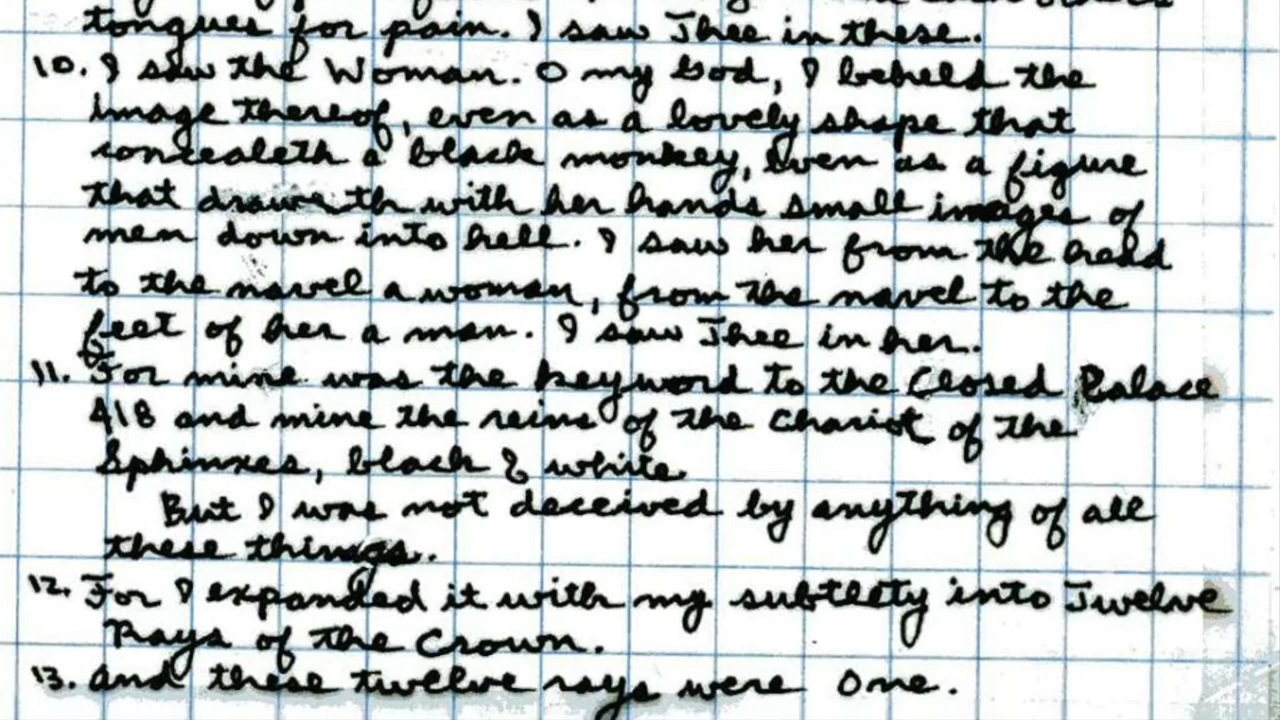 each others
tongues for pain. I saw Thee in these.
10. I saw the Woman. O my God, I beheld the
image thereof, even as a lovely shape that
concealeth a black monkey, even as a figure
that draweth with her hands small images of
men down into hell. I saw her from the head
to the navel a woman, from the navel to the
feet of her a man. I saw Thee in her.
11. For mine was the keyword to the Closed Palace
418 and mine the reins of the Chariot of the
Sphinxes, black & white.
But I was not deceived by anything of all
these things.
12. For I expanded it with my subtlety into Twelve
Rays of the Crown.
13. And these twelve rays were One.